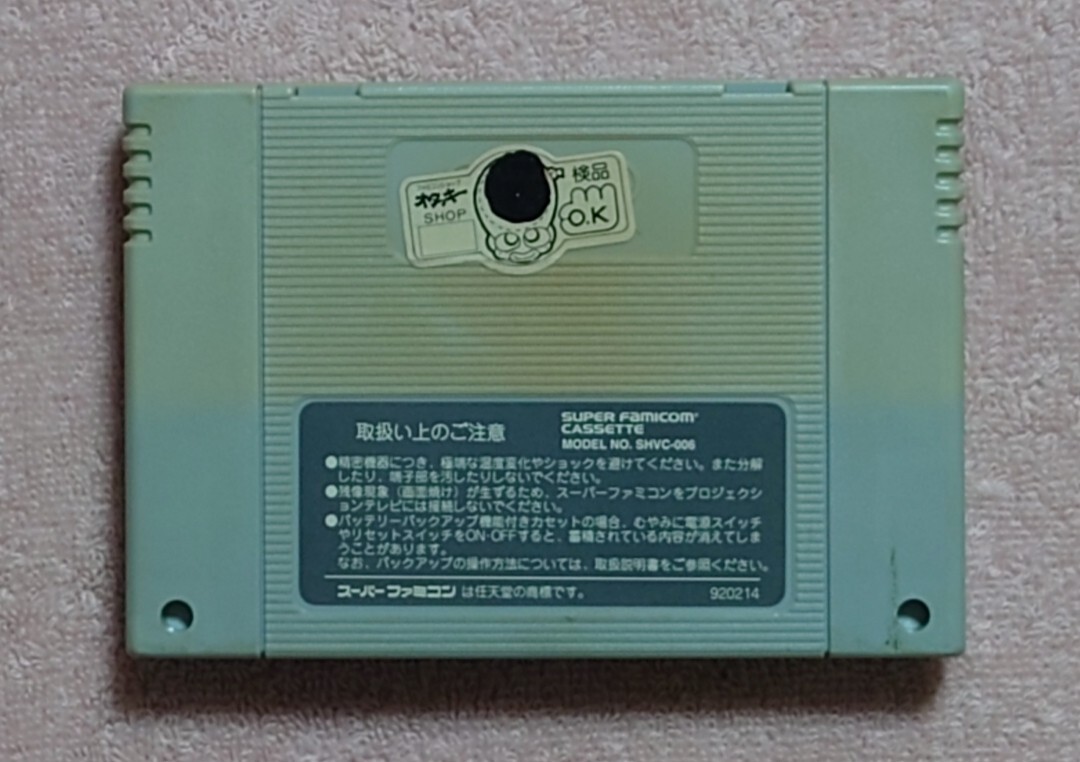 オタッキー
SHOP
検品
O.K
取扱い上のご注意
SUPER FAMICOM
CASSETTE
MODEL NO. SHVC-006
●精密機器につき、極端な温度変化やショックを避けてください。また分解
したり、端子部を汚したりしないでください。
●残像現象(画面焼け)が生ずるため、スーパーファミコンをプロジェクシ
ョンテレビには接続しないでください。
●バッテリーバックアップ機能付きカセットの場合、むやみに電源スイッチ
やリセットスイッチをON・OFFすると、蓄積されている内容が消えてしま
うことがあります。
なお、バックアップの操作方法については、取扱説明書をご参照ください。
スーパーファミコン は任天堂の商標です。
920214